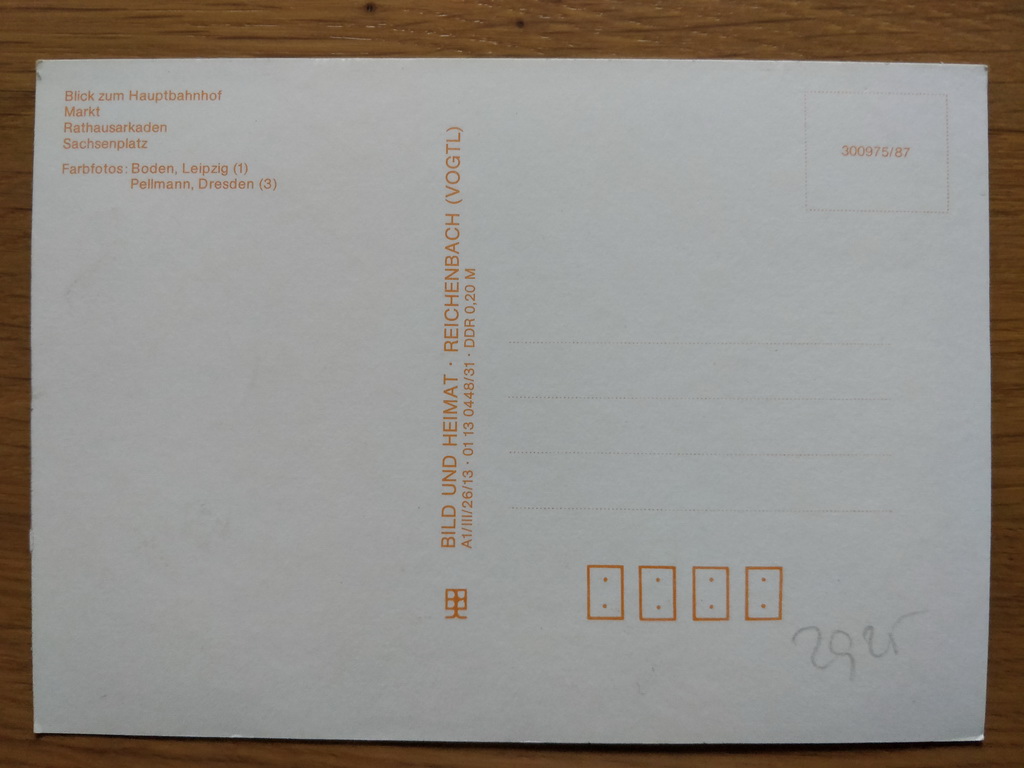 Blick zum Hauptbahnhof
Markt
Rathausarkaden
Sachsenplatz
Farbfotos: Boden, Leipzig (1)
Pellmann, Dresden (3)
BILD UND HEIMAT · REICHENBACH (VOGTL)
A1/III/26/13 · 01 13 0448/31 · DDR 0,20 M
300975/87